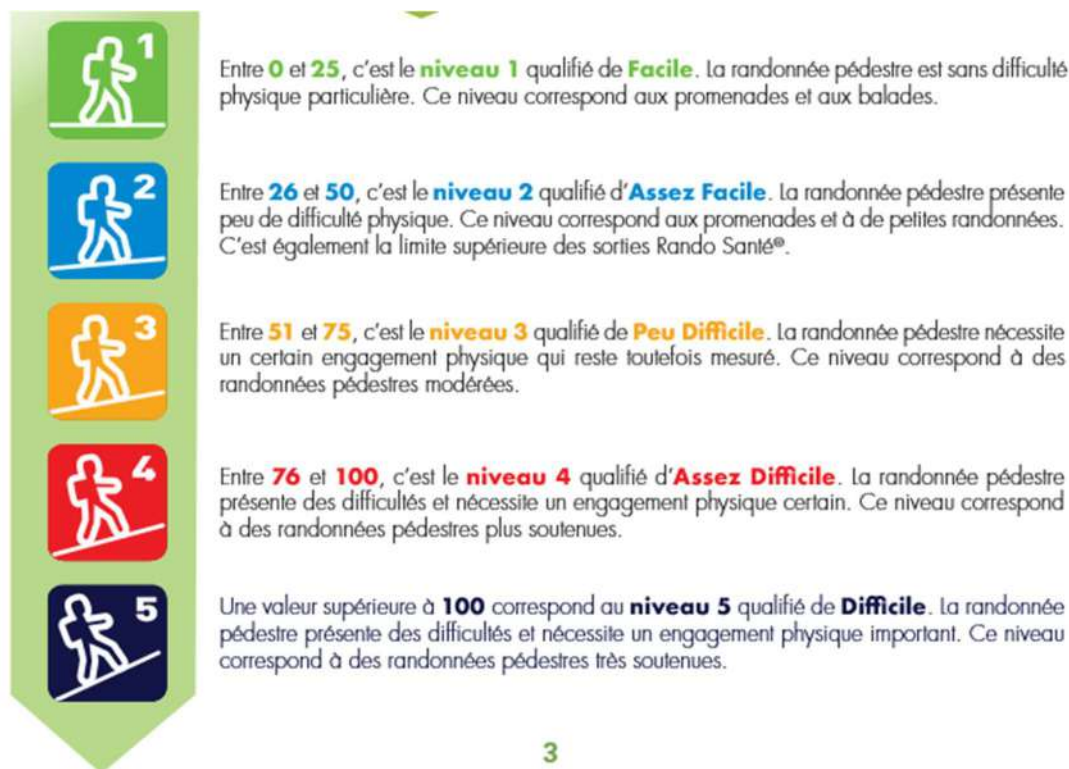 1
Entre 0 et 25, c'est le niveau 1 qualifié de Facile. La randonnée pédestre est sans difficulté
physique particulière. Ce niveau correspond aux promenades et aux balades.
2
Entre 26 et 50, c'est le niveau 2 qualifié d'Assez Facile. La randonnée pédestre présente
peu de difficulté physique. Ce niveau correspond aux promenades et à de petites randonnées.
C'est également la limite supérieure des sorties Rando Santé®.
3
Entre 51 et 75, c'est le niveau 3 qualifié de Peu Difficile. La randonnée pédestre nécessite
un certain engagement physique qui reste toutefois mesuré. Ce niveau correspond à des
randonnées pédestres modérées.
4
Entre 76 et 100, c'est le niveau 4 qualifié d'Assez Difficile. La randonnée pédestre
présente des difficultés et nécessite un engagement physique certain. Ce niveau correspond
à des randonnées pédestres plus soutenues.
5
Une valeur supérieure à 100 correspond au niveau 5 qualifié de Difficile. La randonnée
pédestre présente des difficultés et nécessite un engagement physique important. Ce niveau
correspond à des randonnées pédestres très soutenues.
3